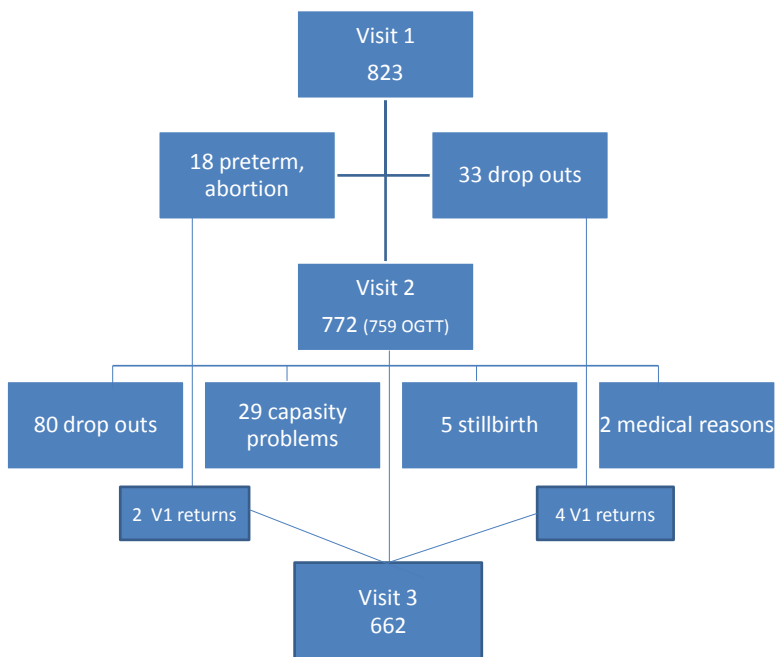 Visit 1
823
18 preterm,
abortion
33 drop outs
Visit 2
772 (759 OGTT)
80 drop outs
29 capasity
problems
5 stillbirth
2 medical reasons
2 V1 returns
4 V1 returns
Visit 3
662